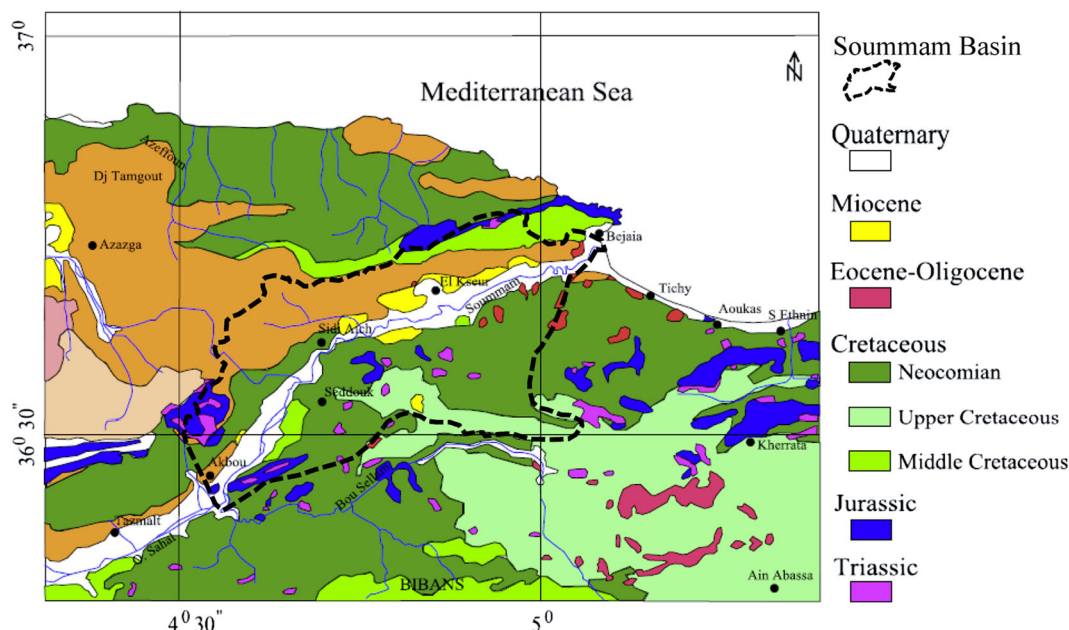 37⁰
N
Mediterranean Sea
Azeffoun
Dj Tamgout
Azazga
Bejaia
El Kseur
Soummam
Tichy
Aoukas
S Ethnin
Sidi Aich
Seddouk
36⁰ 30"
Kherrata
Akbou
Bou Sellam
Tazmalt
O. Sahal
BIBANS
Ain Abassa
4⁰ 30"
5⁰
Soummam Basin
Quaternary
Miocene
Eocene-Oligocene
Cretaceous
Neocomian
Upper Cretaceous
Middle Cretaceous
Jurassic
Triassic